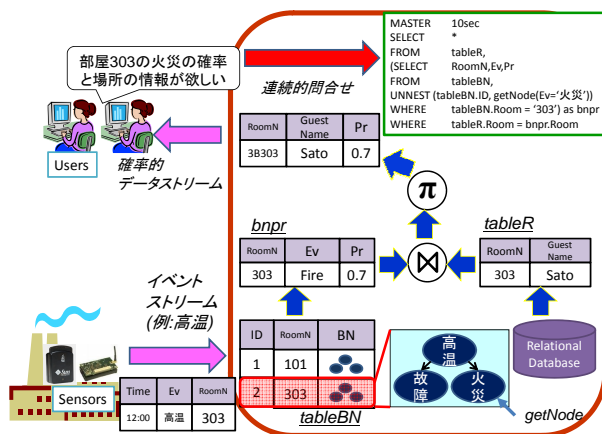 部屋303の火災の確率
と場所の情報が欲しい
Users
連続的問合せ
確率的
データストリーム
MASTER 10sec
SELECT *
FROM tableR,
(SELECT RoomN,Ev,Pr
FROM tableBN,
UNNEST (tableBN.ID, getNode(Ev='火災'))
WHERE tableBN.Room = '303') as bnpr
WHERE tableR.Room = bnpr.Room
RoomN Guest Name Pr
3B303 Sato 0.7
π
bnpr
RoomN Ev Pr
303 Fire 0.7
⋈
tableR
RoomN Guest Name
303 Sato
イベント
ストリーム
(例:高温)
Sensors
Time Ev RoomN
12:00 高温 303
ID RoomN BN
1 101
2 303
tableBN
高温
故障
火災
getNode
Relational
Database